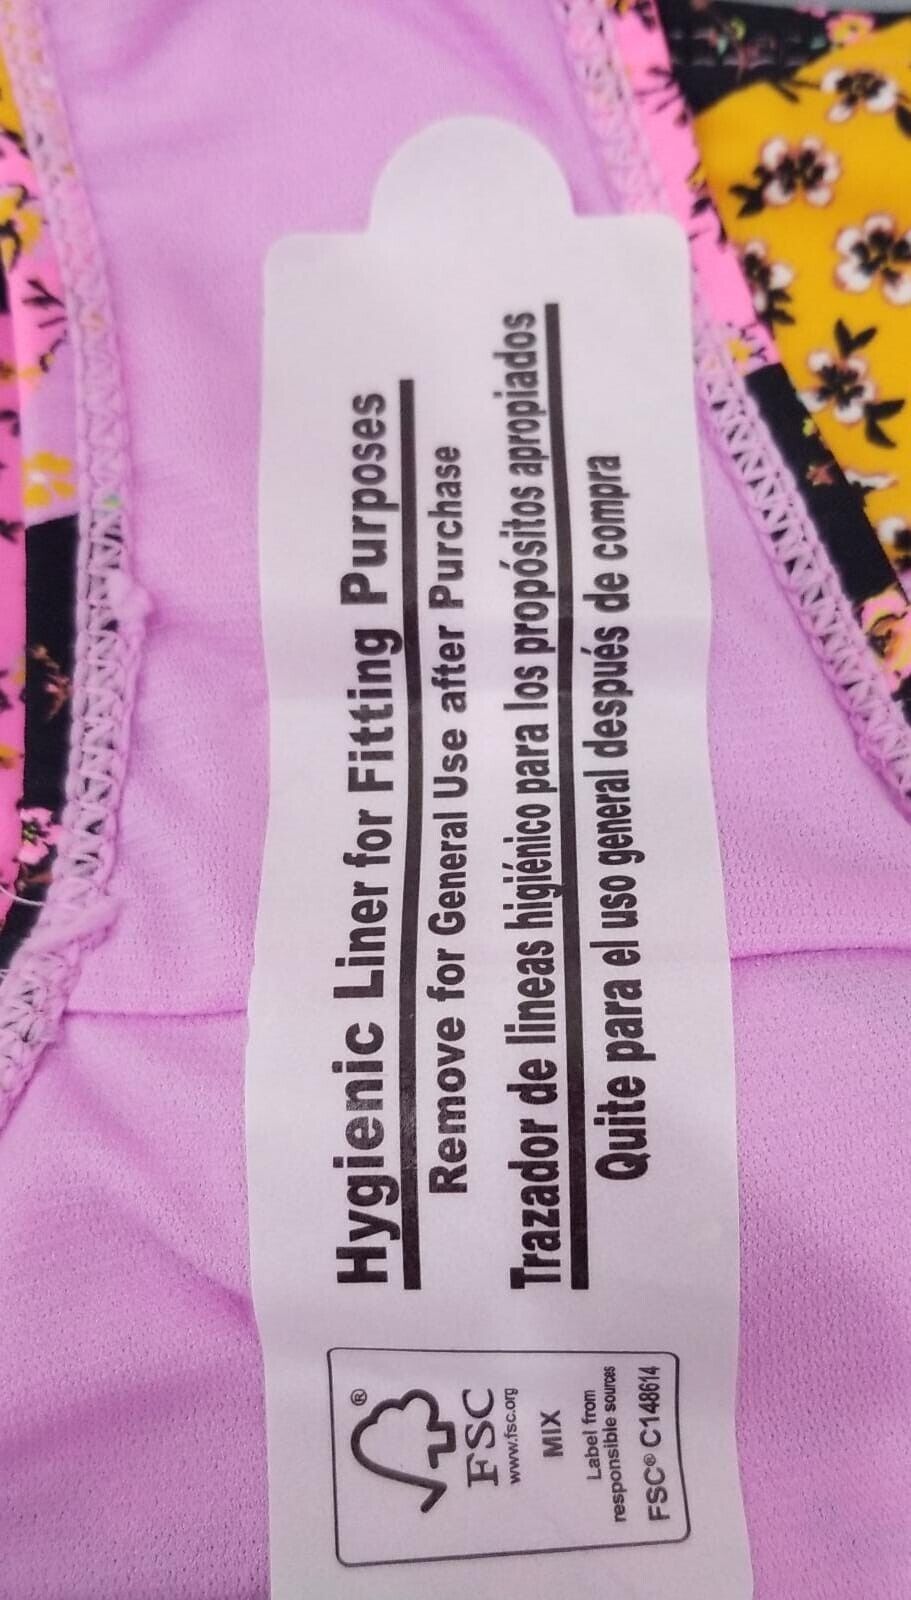 Hygienic Liner for Fitting Purposes
Remove for General Use after Purchase
Trazador de lineas higiénico para los propósitos apropiados
Quite para el uso general después de compra
®
FSC
www.fsc.org
MIX
Label from
responsible sources
FSC® C148614